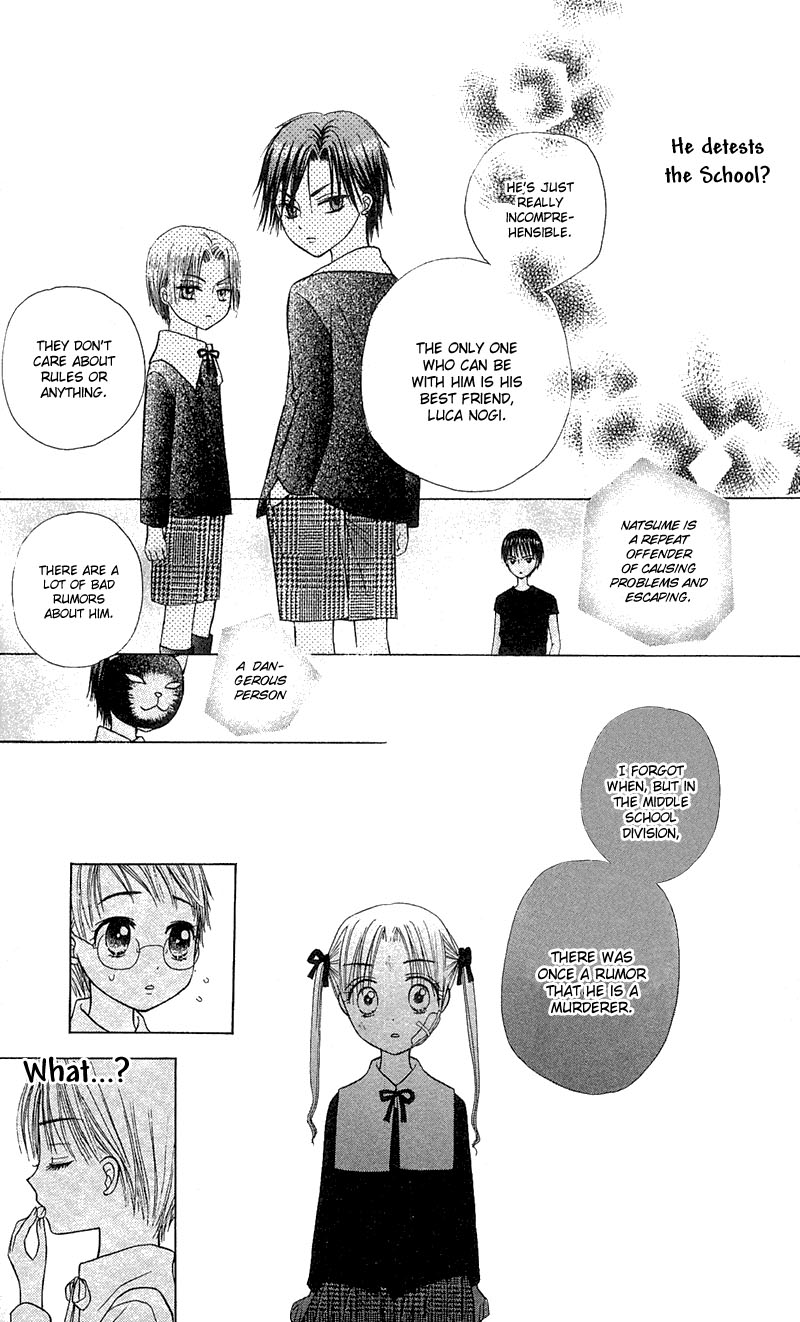 He detests
the School?
HE'S JUST
REALLY
INCOMPRE-
HENSIBLE.
THE ONLY ONE
WHO CAN BE
WITH HIM IS HIS
BEST FRIEND,
LUCA NOGI.
THEY DON'T
CARE ABOUT
RULES OR
ANYTHING.
NATSUME IS
A REPEAT
OFFENDER
OF CAUSING
PROBLEMS AND
ESCAPING.
THERE ARE A
LOT OF BAD
RUMORS
ABOUT HIM.
A DAN-
GEROUS
PERSON
I FORGOT
WHEN, BUT IN
THE MIDDLE
SCHOOL
DIVISION,
THERE WAS
ONCE A RUMOR
THAT HE IS A
MURDERER.
What...?